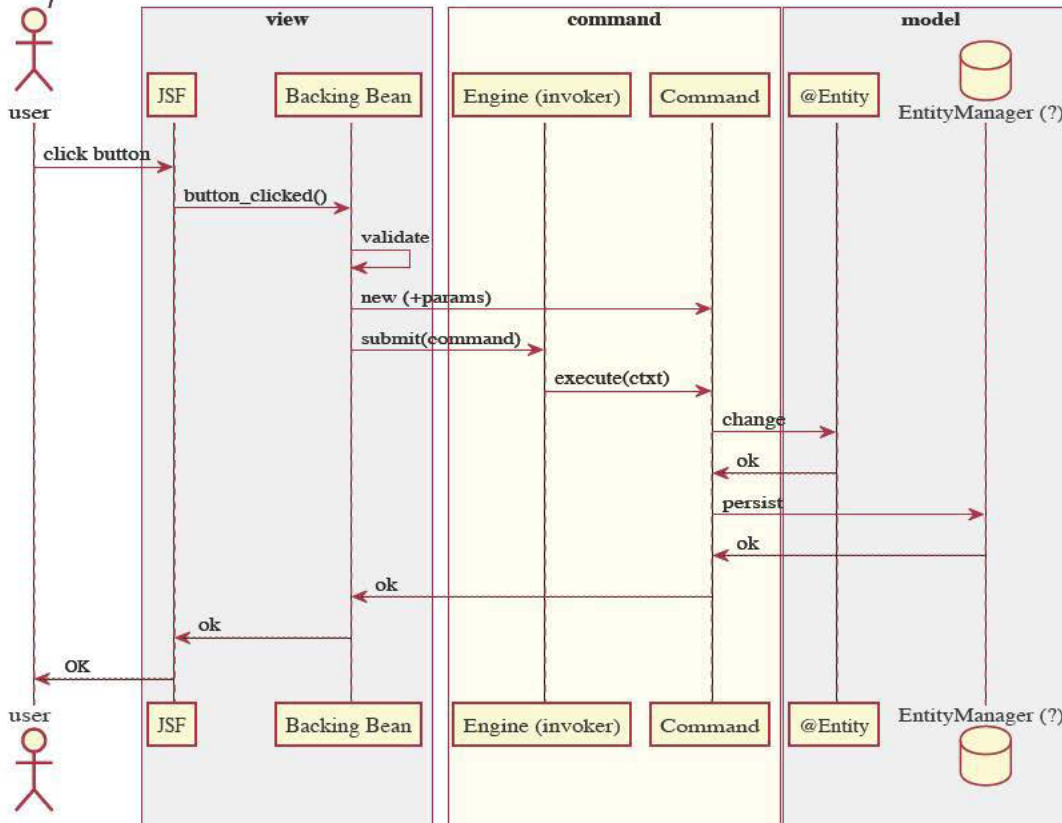 view
command
model
user
JSF
Backing Bean
Engine (invoker)
Command
@Entity
EntityManager (?)
click button
button_clicked()
validate
new (+params)
submit(command)
execute(ctxt)
change
ok
persist
ok
ok
ok
OK
user
JSF
Backing Bean
Engine (invoker)
Command
@Entity
EntityManager (?)